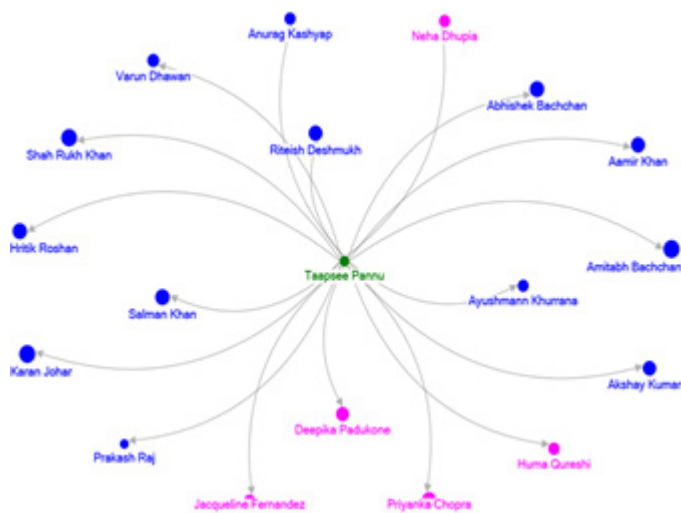 Anurag Kashyap
Neha Dhupia
Varun Dhawan
Abhishek Bachchan
Shah Rukh Khan
Riteish Deshmukh
Aamir Khan
Hritik Roshan
Amitabh Bachchan
Taapsee Pannu
Salman Khan
Ayushmann Khurrana
Karan Johar
Akshay Kumar
Deepika Padukone
Prakash Raj
Huma Qureshi
Jacqueline Fernandez
Priyanka Chopra